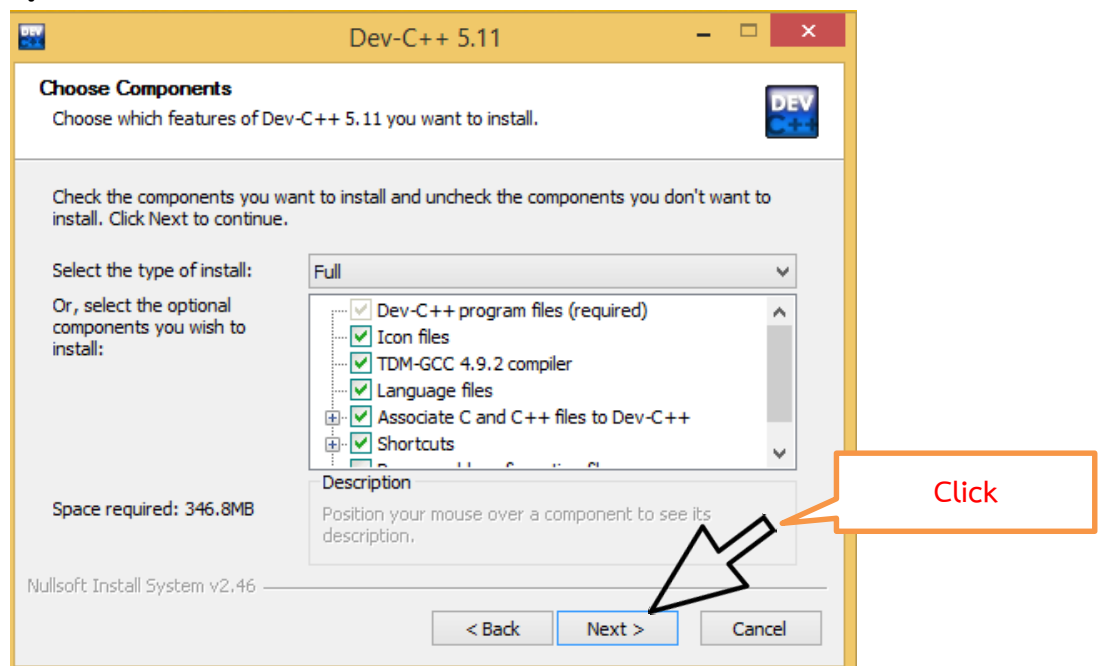 DEV
C++
Dev-C++ 5.11
Choose Components
Choose which features of Dev-C++ 5.11 you want to install.
DEV
C++
Check the components you want to install and uncheck the components you don't want to
install. Click Next to continue.
Select the type of install:
Full
Or, select the optional
components you wish to
install:
Dev-C++ program files (required)
Icon files
TDM-GCC 4.9.2 compiler
Language files
Associate C and C++ files to Dev-C++
Shortcuts
Space required: 346.8MB
Description
Position your mouse over a component to see its
description.
Click
Nullsoft Install System v2.46
< Back
Next >
Cancel